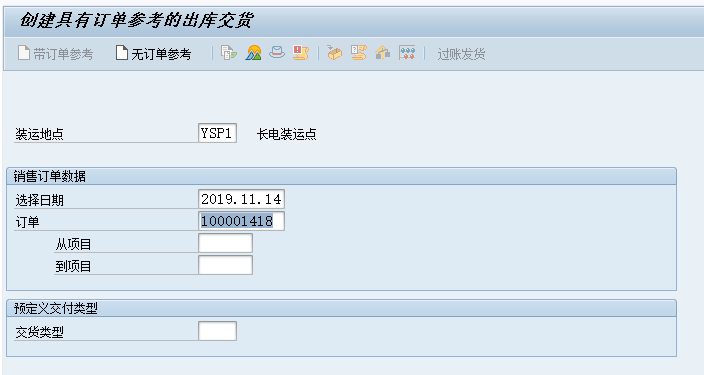 创建具有订单参考的出库交货
带订单参考 无订单参考 过账发货
装运地点 YSP1 长电装运点
销售订单数据
选择日期 2019.11.14
订单 100001418
从项目
到项目
预定义交付类型
交货类型